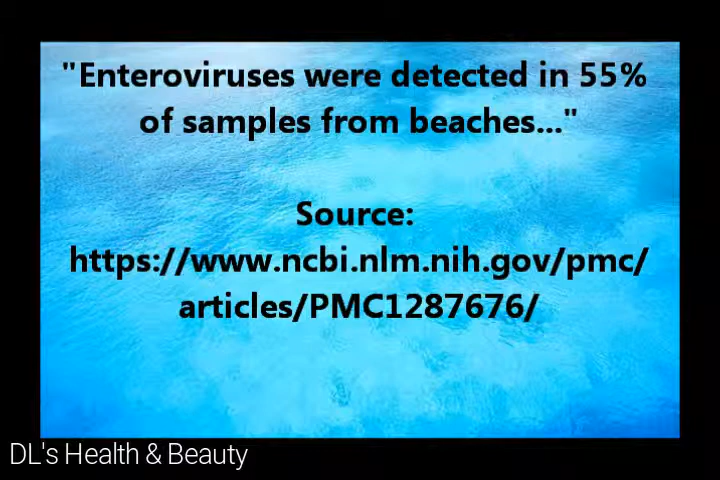 "Enteroviruses were detected in 55%
of samples from beaches..."
Source:
https://www.ncbi.nlm.nih.gov/pmc/
articles/PMC1287676/
DL's Health & Beauty